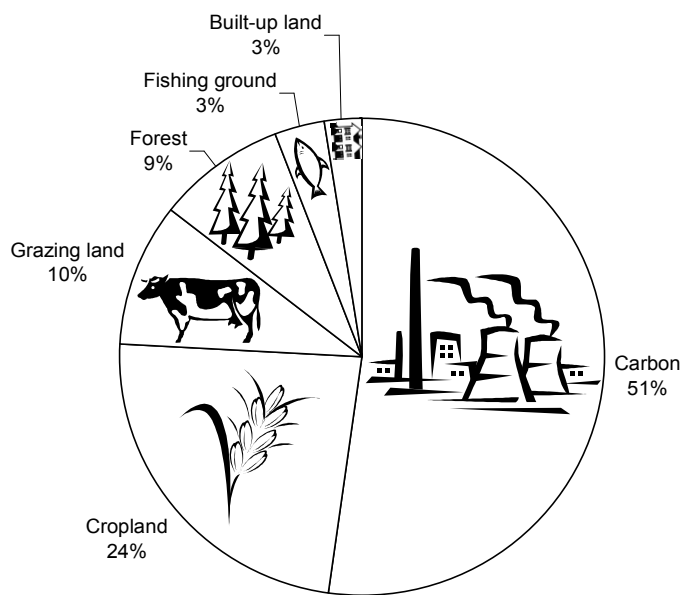 Built-up land
3%
Fishing ground
3%
Forest
9%
Grazing land
10%
Carbon
51%
Cropland
24%